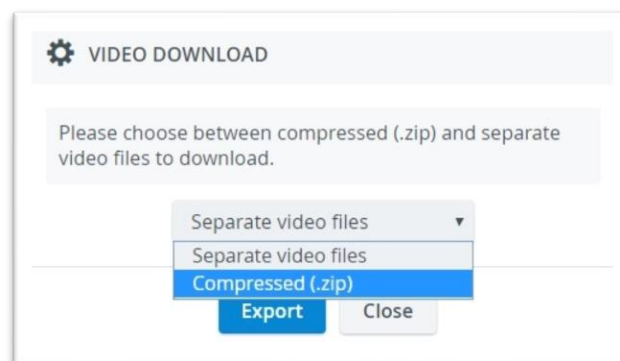 VIDEO DOWNLOAD
Please choose between compressed (.zip) and separate
video files to download.
Separate video files
Separate video files
Compressed (.zip)
Export
Close